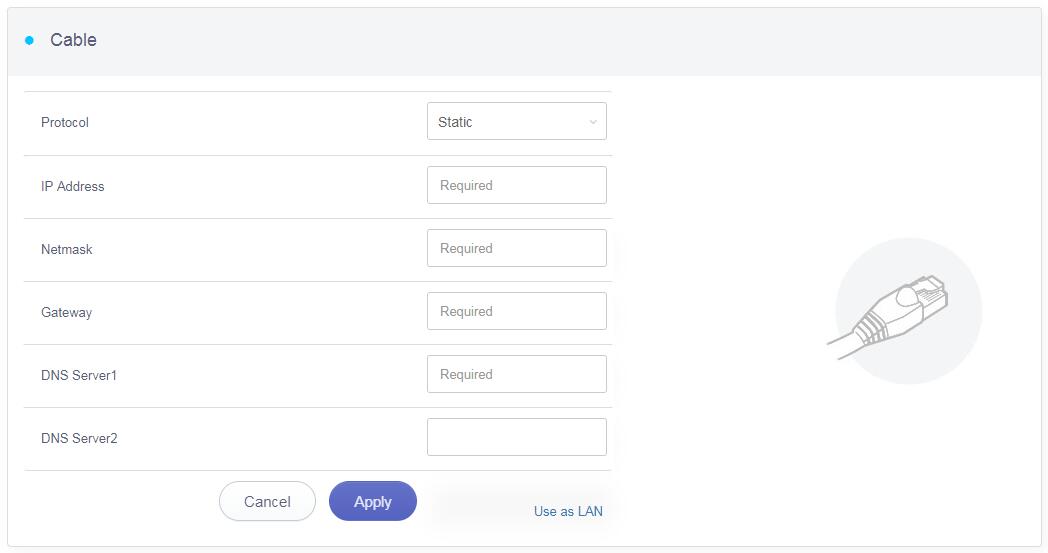 Cable
Protocol Static
IP Address Required
Netmask Required
Gateway Required
DNS Server1 Required
DNS Server2
Cancel Apply Use as LAN